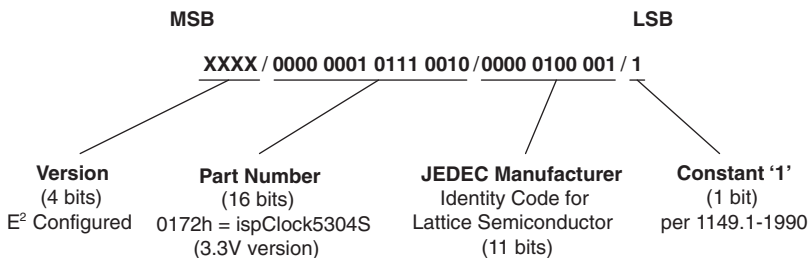 MSB LSB
XXXX / 0000 0001 0111 0010 / 0000 0100 001 / 1
Version
(4 bits)
E² Configured
Part Number
(16 bits)
0172h = ispClock5304S
(3.3V version)
JEDEC Manufacturer
Identity Code for
Lattice Semiconductor
(11 bits)
Constant ‘1’
(1 bit)
per 1149.1-1990